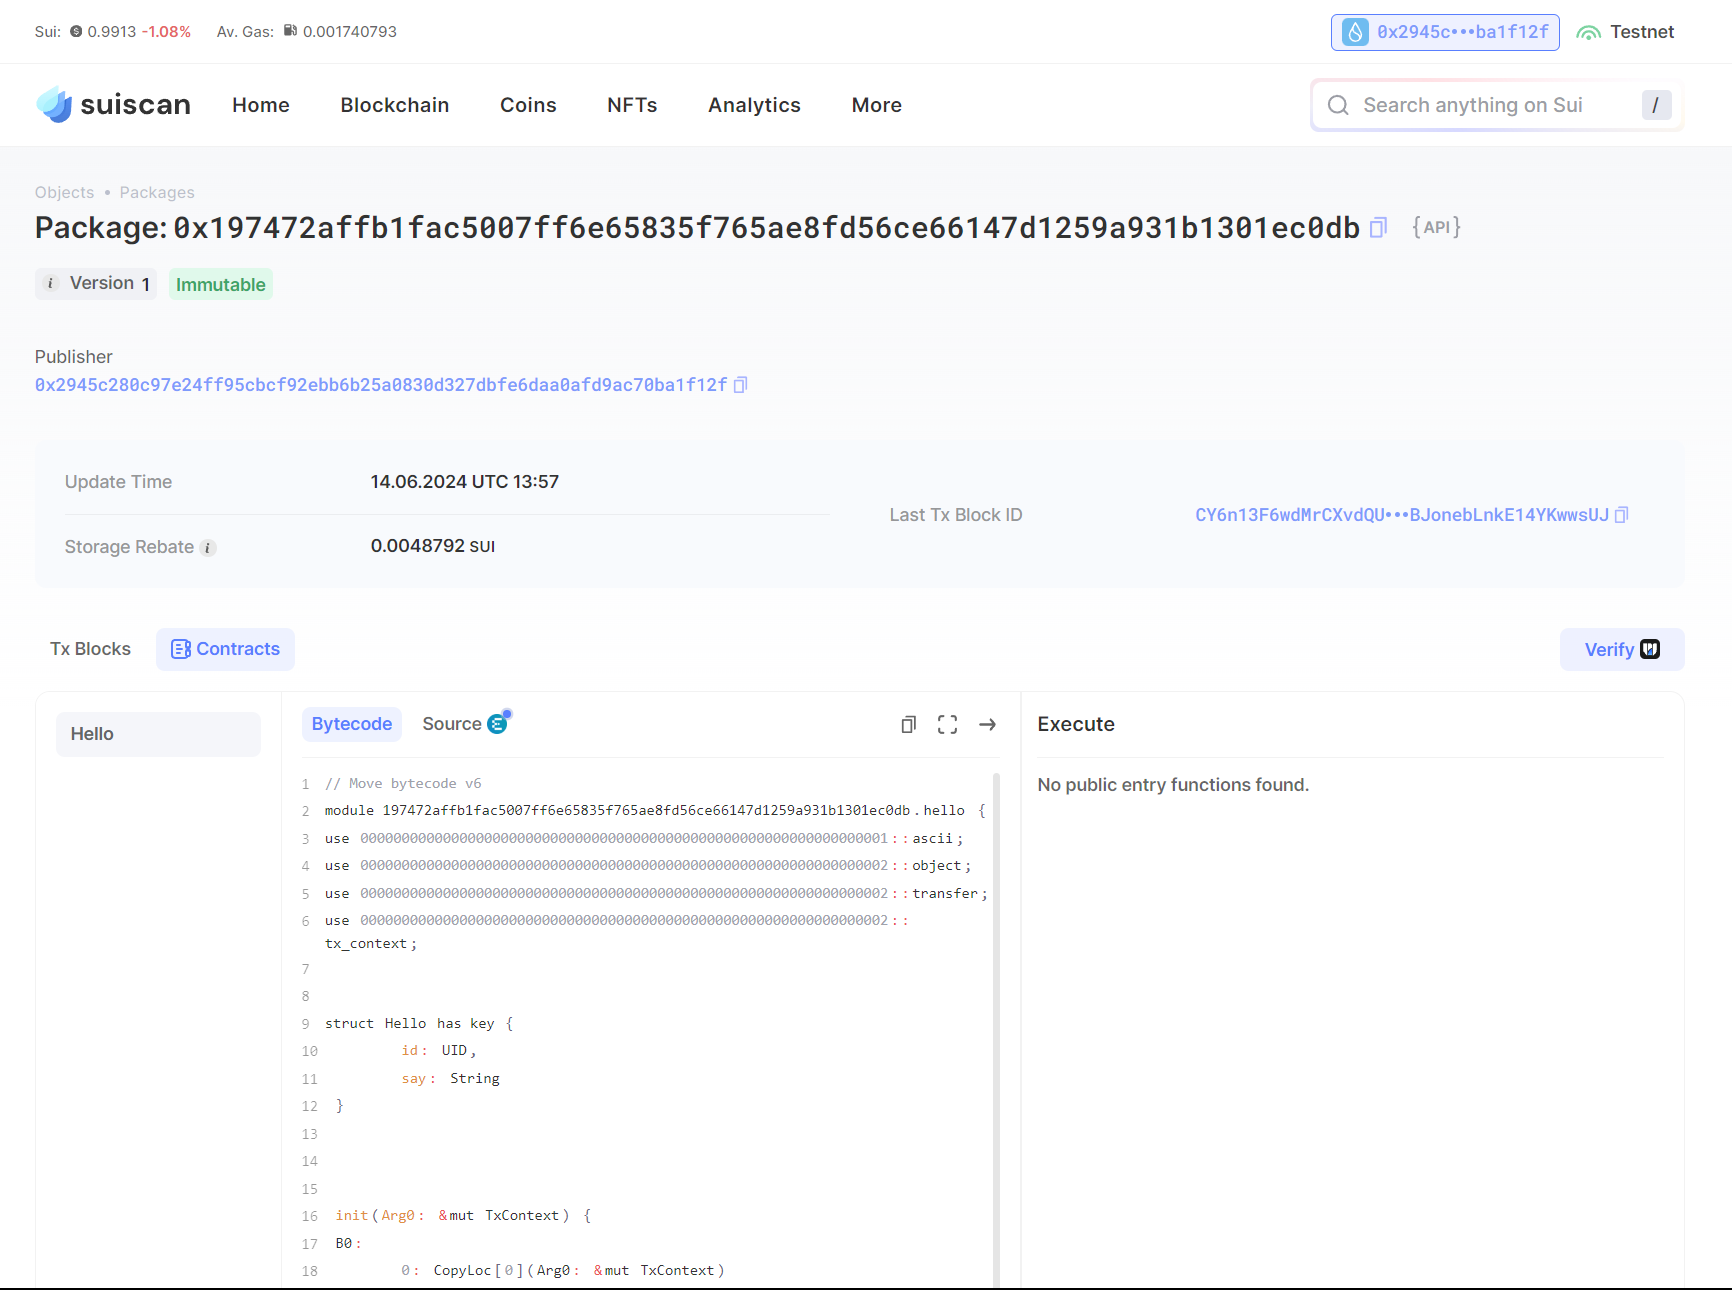 Sui: 0.9913 -1.08% Av. Gas: 0.001740793 0x2945c•••ba1f12f Testnet
suiscan Home Blockchain Coins NFTs Analytics More Search anything on Sui /
Objects • Packages
Package: 0x197472affb1fac5007ff6e65835f765ae8fd56ce66147d1259a931b1301ec0db {API}
i Version 1 Immutable
Publisher
0x2945c280c97e24ff95cbcf92ebb6b25a0830d327dbfe6daa0afd9ac70ba1f12f
Update Time 14.06.2024 UTC 13:57
Last Tx Block ID CY6n13F6wdMrCXvdQU•••BJonebLnkE14YKwwsUJ
Storage Rebate i 0.0048792 SUI
Tx Blocks Contracts Verify
Hello
Bytecode Source
Execute
No public entry functions found.
1 // Move bytecode v6
2 module 197472affb1fac5007ff6e65835f765ae8fd56ce66147d1259a931b1301ec0db.hello {
3 use 0000000000000000000000000000000000000000000000000000000000000001::ascii;
4 use 0000000000000000000000000000000000000000000000000000000000000002::object;
5 use 0000000000000000000000000000000000000000000000000000000000000002::transfer;
6 use 0000000000000000000000000000000000000000000000000000000000000002::
tx_context;
7
8
9 struct Hello has key {
10 id: UID,
11 say: String
12 }
13
14
15
16 init(Arg0: &mut TxContext) {
17 B0:
18 0: CopyLoc[0](Arg0: &mut TxContext)